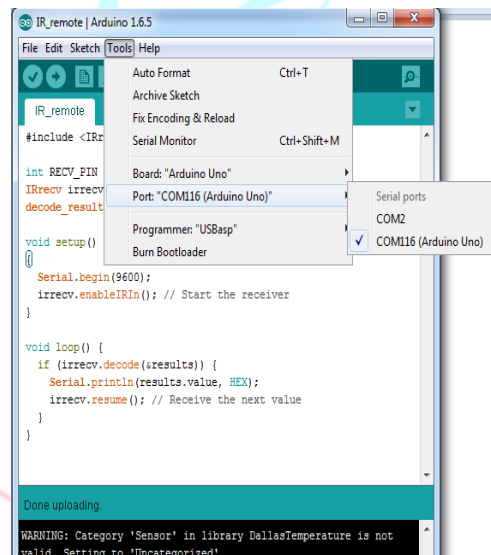 IR_remote | Arduino 1.6.5
File Edit Sketch Tools Help
Auto Format Ctrl+T
Archive Sketch
Fix Encoding & Reload
Serial Monitor Ctrl+Shift+M
Board: "Arduino Uno"
Port: "COM116 (Arduino Uno)"
Programmer: "USBasp"
Burn Bootloader
Serial ports
COM2
COM116 (Arduino Uno)
IR_remote
#include <IRr
int RECV_PIN
IRrecv irrecv
decode_result
void setup()
{
Serial.begin(9600);
irrecv.enableIRIn(); // Start the receiver
}
void loop() {
if (irrecv.decode(&results)) {
Serial.println(results.value, HEX);
irrecv.resume(); // Receive the next value
}
}
Done uploading.
WARNING: Category 'Sensor' in library DallasTemperature is not
valid. Setting to 'Uncategorized'